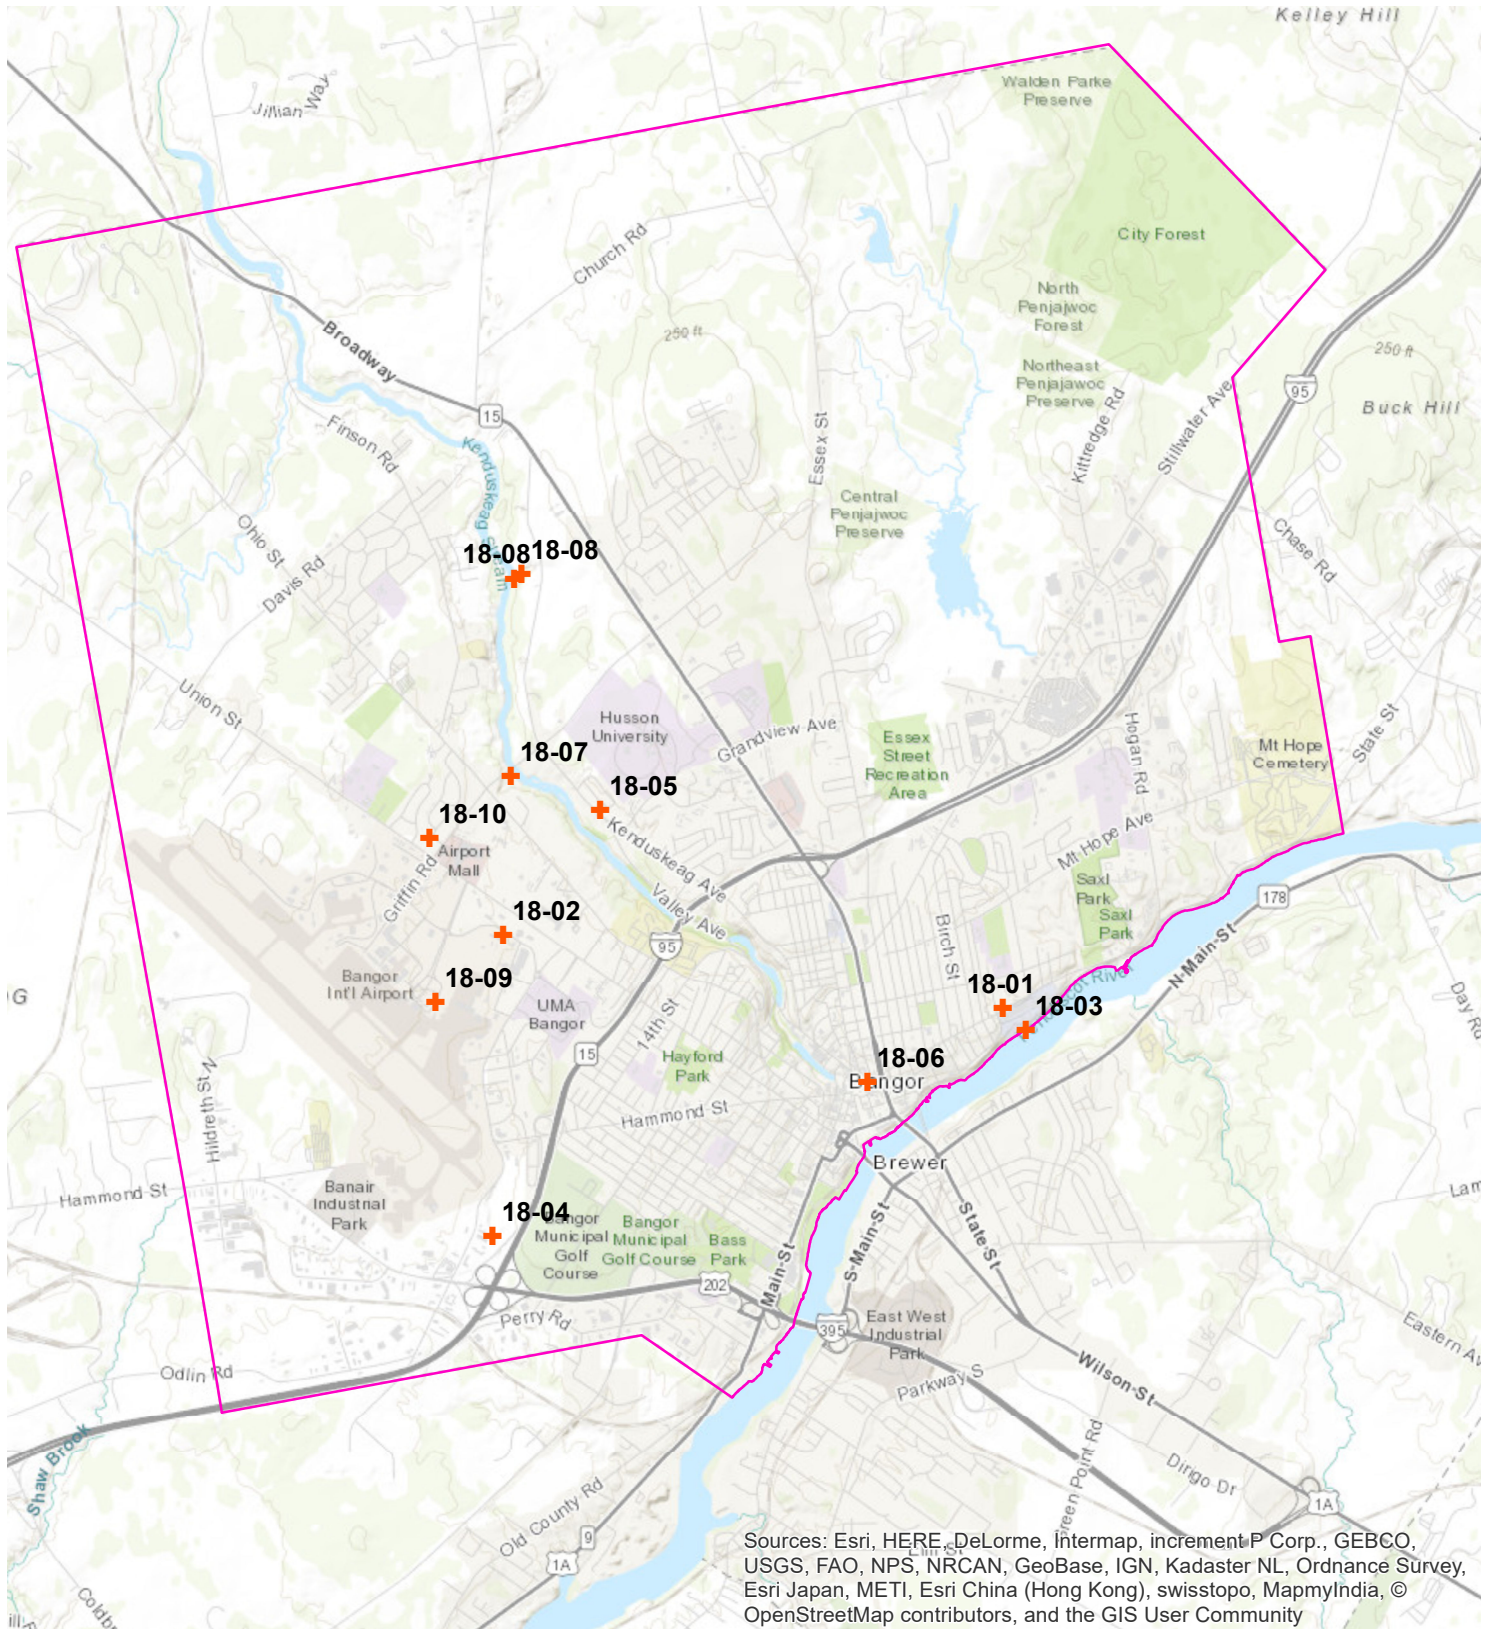 Kelley Hill
Walden Parke
Preserve
Jillian Way
City Forest
Church Rd
North
Penjajwoc
Forest
250 ft
250 ft
Broadway
Northeast
Penjajawoc
Preserve
95
Buck Hill
15
Kittredge Rd
Stillwater Ave
Finson Rd
Essex St
Kenduskeag Stream
Central
Penjajwoc
Preserve
Ohio St
Chase Rd
Davis Rd
18-08
18-08
Union St
Husson
University
Grandview Ave
Essex
Street
Recreation
Area
Hogan Rd
Mt Hope
Cemetery
State St
18-07
18-05
18-10
Airport
Mall
Kenduskeag Ave
Mt Hope Ave
Griffin Rd
Valley Ave
Saxl
Park
Saxl
Park
178
18-02
95
Birch St
N-Main-St
Bangor
Int'l Airport
18-09
UMA
Bangor
18-01
18-03
G
14th St
15
Hayford
Park
18-06
Bangor
Hildreth St N
Hammond St
Brewer
Hammond St
Banair
Industrial
Park
18-04
Bangor
Municipal
Golf
Course
Bangor
Municipal
Golf Course
Bass
Park
State-St
S-Main-St
Main-St
202
Perry Rd
395
East West
Industrial
Park
Odlin Rd
Parkway S
Wilson-St
Shaw Brook
Green Point Rd
Dirigo Dr
Old County Rd
9
1A
1A
Sources: Esri, HERE, DeLorme, Intermap, increment P Corp., GEBCO,
USGS, FAO, NPS, NRCAN, GeoBase, IGN, Kadaster NL, Ordnance Survey,
Esri Japan, METI, Esri China (Hong Kong), swisstopo, MapmyIndia, ©
OpenStreetMap contributors, and the GIS User Community